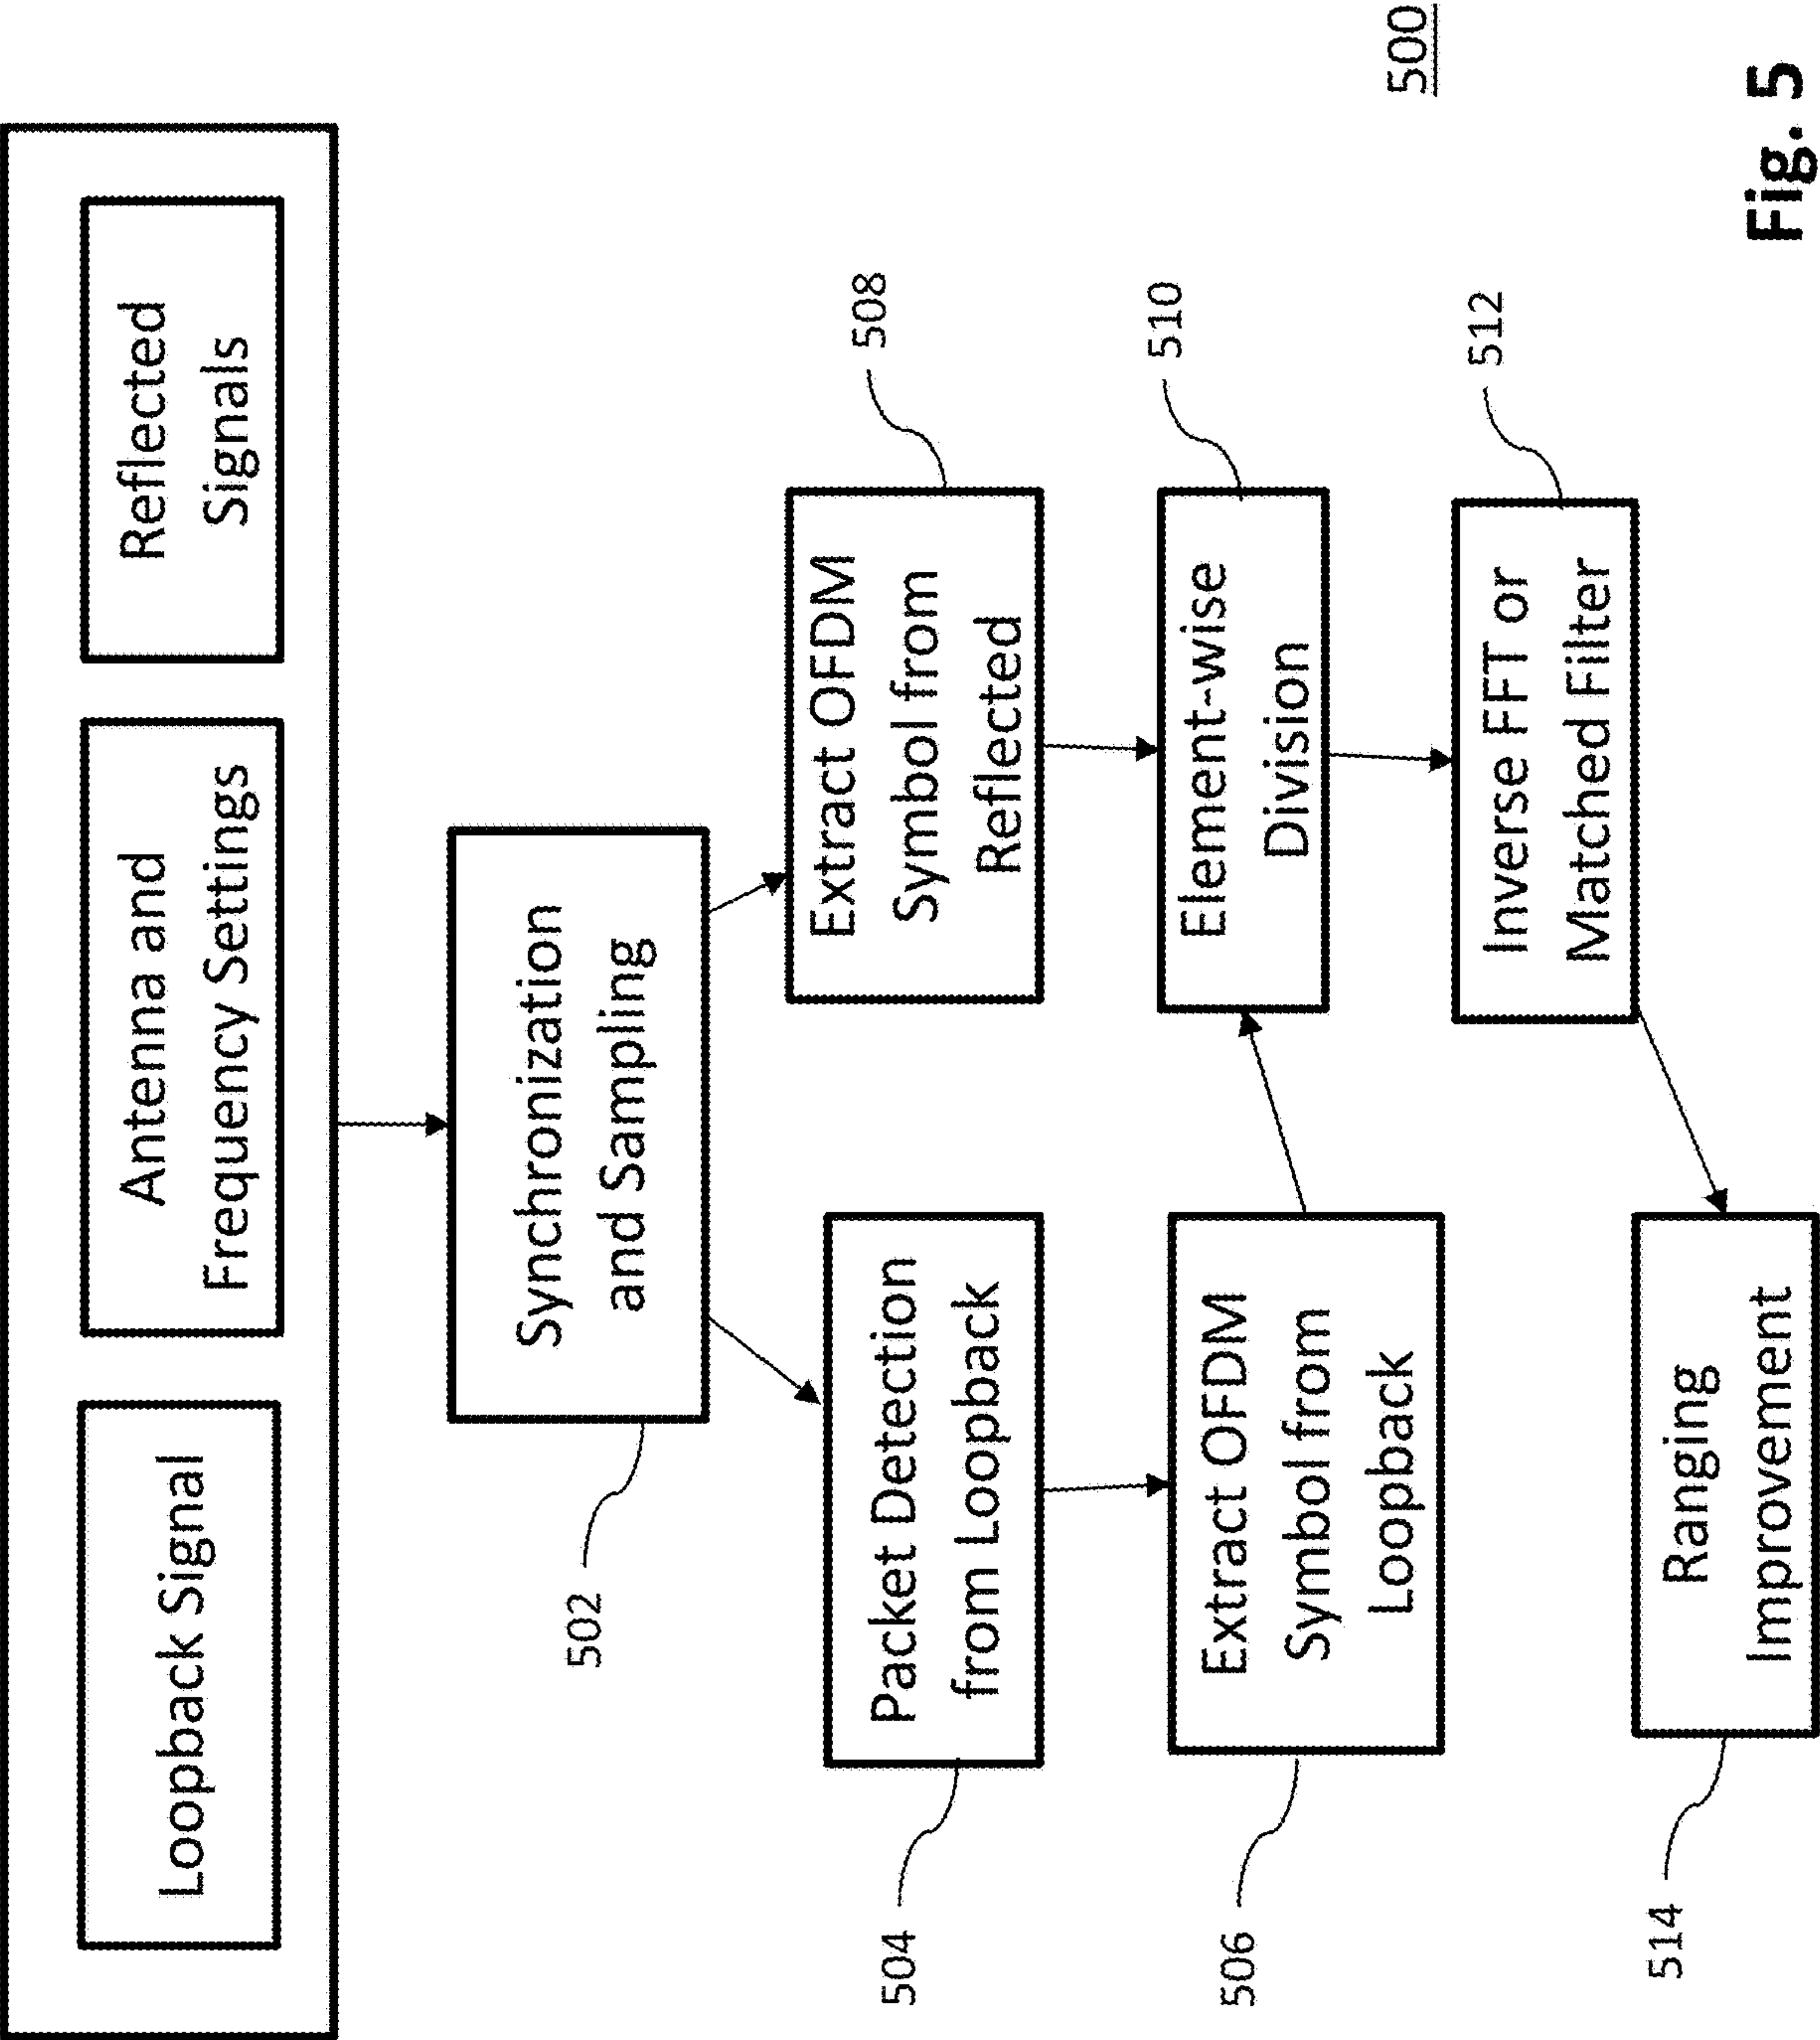 Loopback Signal
Antenna and
Frequency Settings
Reflected
Signals
502
Synchronization
and Sampling
504
Packet Detection
from Loopback
Extract OFDM
Symbol from
Reflected
508
506
Extract OFDM
Symbol from
Loopback
Element-wise
Division
510
Inverse FFT or
Matched Filter
512
514
Ranging
Improvement
500
Fig. 5